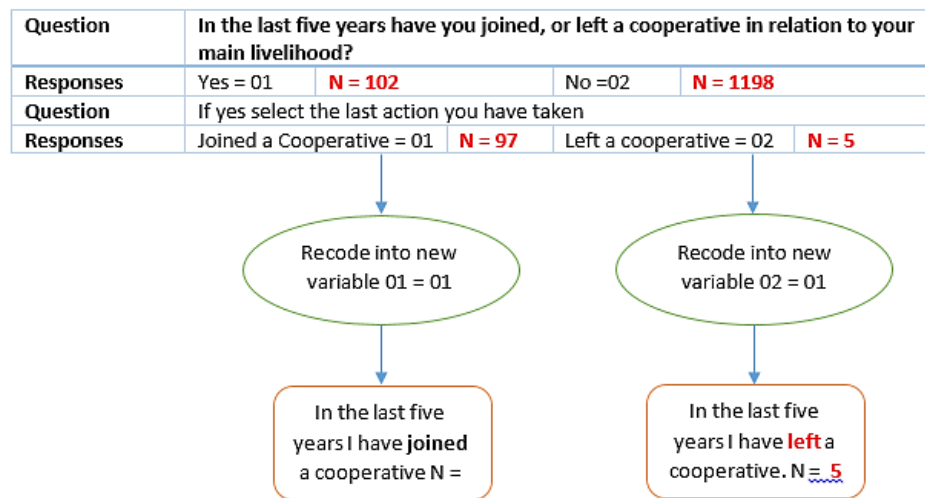 Question In the last five years have you joined, or left a cooperative in relation to your
main livelihood?
Responses Yes = 01 N = 102 No =02 N = 1198
Question If yes select the last action you have taken
Responses Joined a Cooperative = 01 N = 97 Left a cooperative = 02 N = 5
Recode into new
variable 01 = 01
Recode into new
variable 02 = 01
In the last five
years I have joined
a cooperative N =
In the last five
years I have left a
cooperative. N = 5